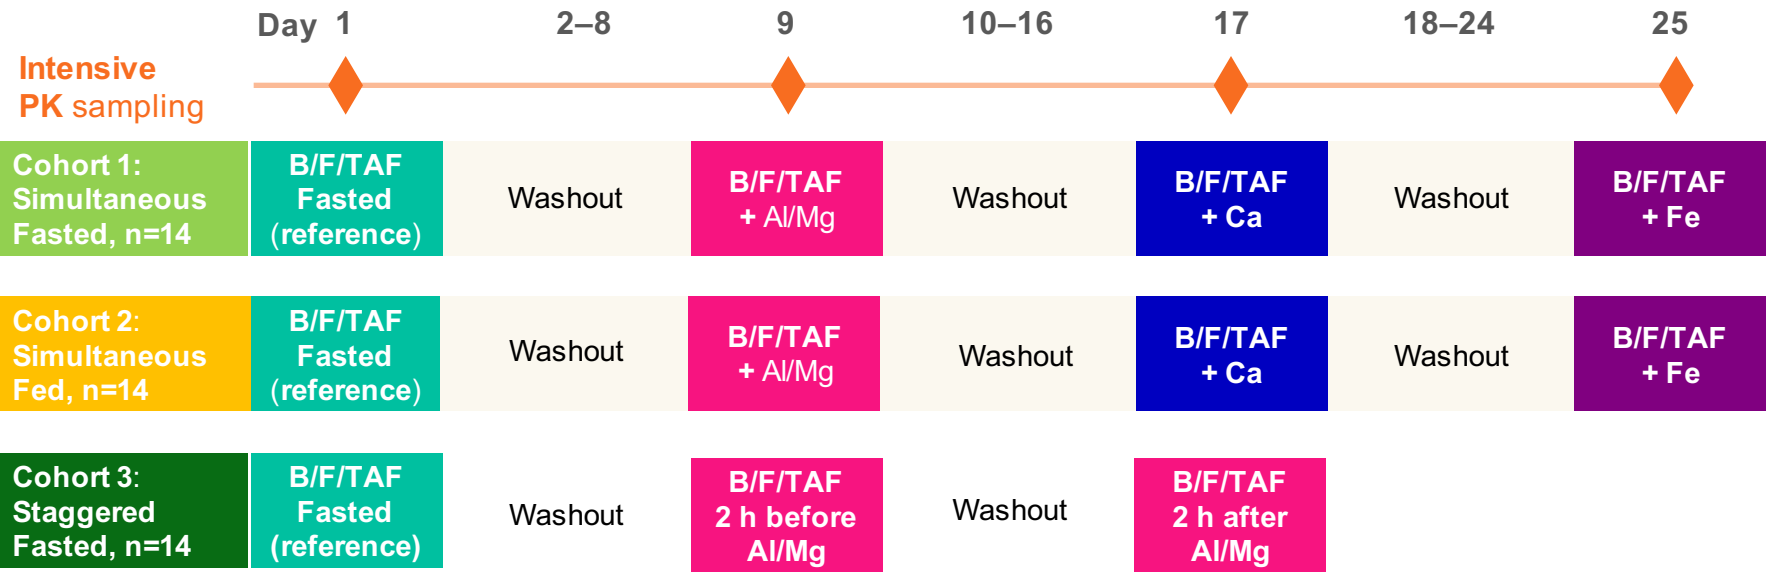 Day 1 2–8 9 10–16 17 18–24 25
Intensive
PK sampling
Cohort 1:
Simultaneous
Fasted, n=14
B/F/TAF
Fasted
(reference)
Washout
B/F/TAF
+ Al/Mg
Washout
B/F/TAF
+ Ca
Washout
B/F/TAF
+ Fe
Cohort 2:
Simultaneous
Fed, n=14
B/F/TAF
Fasted
(reference)
Washout
B/F/TAF
+ Al/Mg
Washout
B/F/TAF
+ Ca
Washout
B/F/TAF
+ Fe
Cohort 3:
Staggered
Fasted, n=14
B/F/TAF
Fasted
(reference)
Washout
B/F/TAF
2 h before
Al/Mg
Washout
B/F/TAF
2 h after
Al/Mg